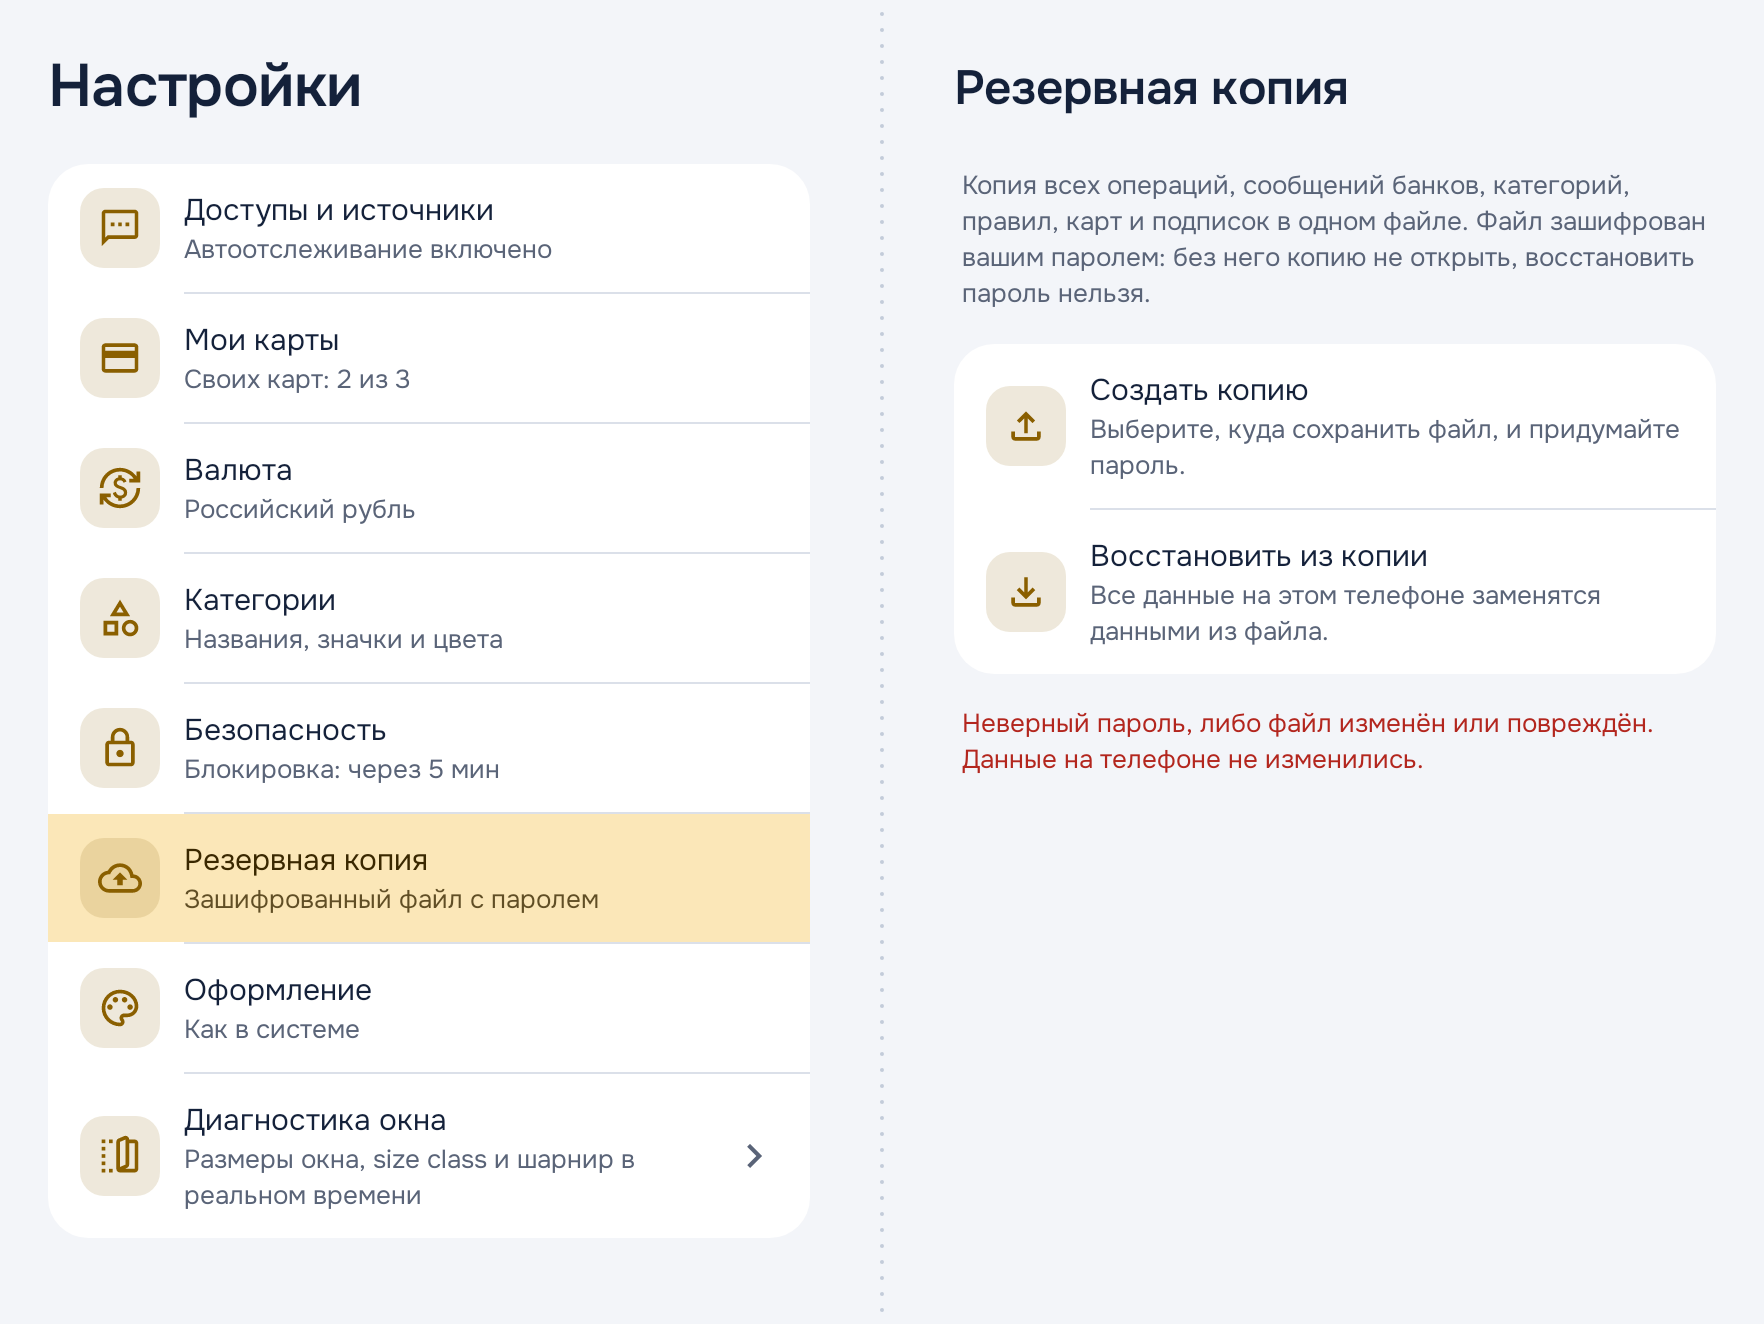 Настройки
Доступы и источники
Автоотслеживание включено
Мои карты
Своих карт: 2 из 3
Валюта
Российский рубль
Категории
Названия, значки и цвета
Безопасность
Блокировка: через 5 мин
Резервная копия
Зашифрованный файл с паролем
Оформление
Как в системе
Диагностика окна
Размеры окна, size class и шарнир в
реальном времени
Резервная копия
Копия всех операций, сообщений банков, категорий,
правил, карт и подписок в одном файле. Файл зашифрован
вашим паролем: без него копию не открыть, восстановить
пароль нельзя.
Создать копию
Выберите, куда сохранить файл, и придумайте
пароль.
Восстановить из копии
Все данные на этом телефоне заменятся
данными из файла.
Неверный пароль, либо файл изменён или повреждён.
Данные на телефоне не изменились.